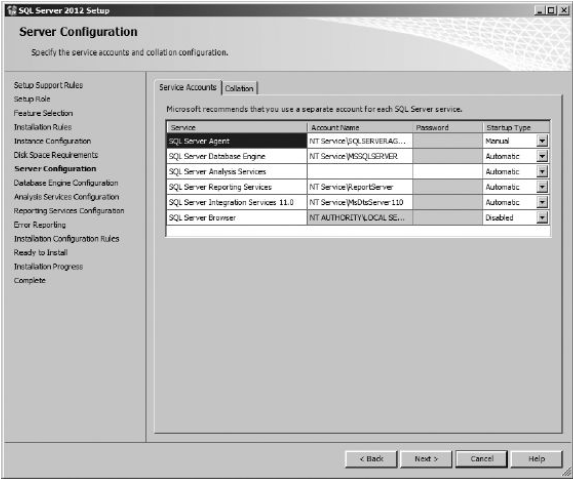 SQL Server 2012 Setup
Server Configuration
Specify the service accounts and collation configuration.
Setup Support Rules
Setup Role
Feature Selection
Installation Rules
Instance Configuration
Disk Space Requirements
Server Configuration
Database Engine Configuration
Analysis Services Configuration
Reporting Services Configuration
Error Reporting
Installation Configuration Rules
Ready to Install
Installation Progress
Complete
Service Accounts Collation
Microsoft recommends that you use a separate account for each SQL Server service.
Service Account Name Password Startup Type
SQL Server Agent NT Service\SQLSERVERAG... Manual
SQL Server Database Engine NT Service\MSSQLSERVER Automatic
SQL Server Analysis Services Automatic
SQL Server Reporting Services NT Service\ReportServer Automatic
SQL Server Integration Services 11.0 NT Service\MsDtsServer110 Automatic
SQL Server Browser NT AUTHORITY\LOCAL SE... Disabled
< Back Next > Cancel Help